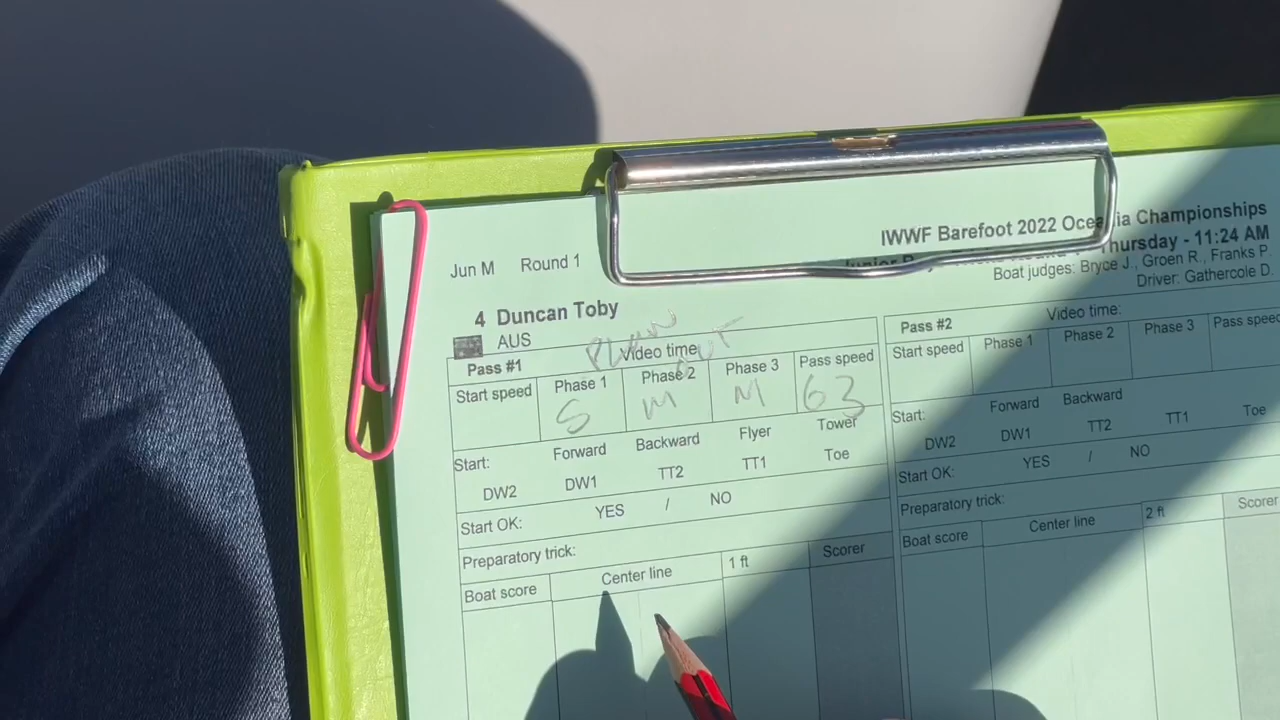 IWWF Barefoot 2022 Oceania Championships
Thursday - 11:24 AM
Boat judges: Bryce J., Groen R., Franks P.
Driver: Gathercole D.
Jun M Round 1
4 Duncan Toby
AUS
Plain
out
Pass #1 Video time:
Start speed Phase 1 Phase 2 Phase 3 Pass speed
S M M 63
Start: Forward Backward Flyer Tower
DW2 DW1 TT2 TT1 Toe
Start OK: YES / NO
Preparatory trick:
Boat score Center line 1 ft Scorer
Pass #2 Video time:
Start speed Phase 1 Phase 2 Phase 3 Pass speed
Start: Forward Backward
DW2 DW1 TT2 TT1 Toe
Start OK: YES / NO
Preparatory trick:
Boat score Center line 2 ft Scorer